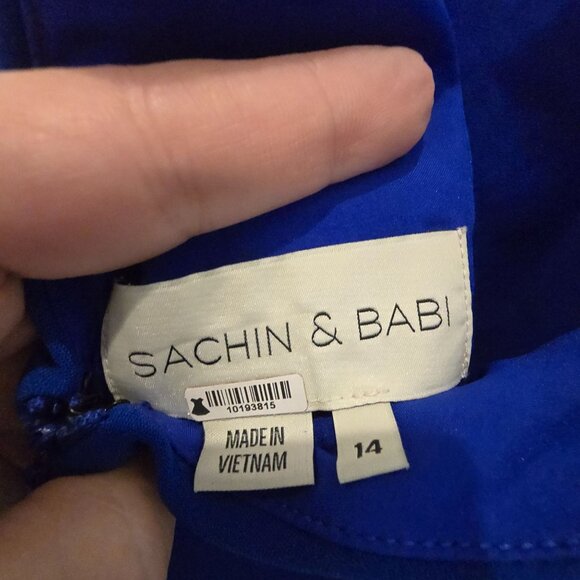 SACHIN & BABI
10193815
MADE IN
VIETNAM
14